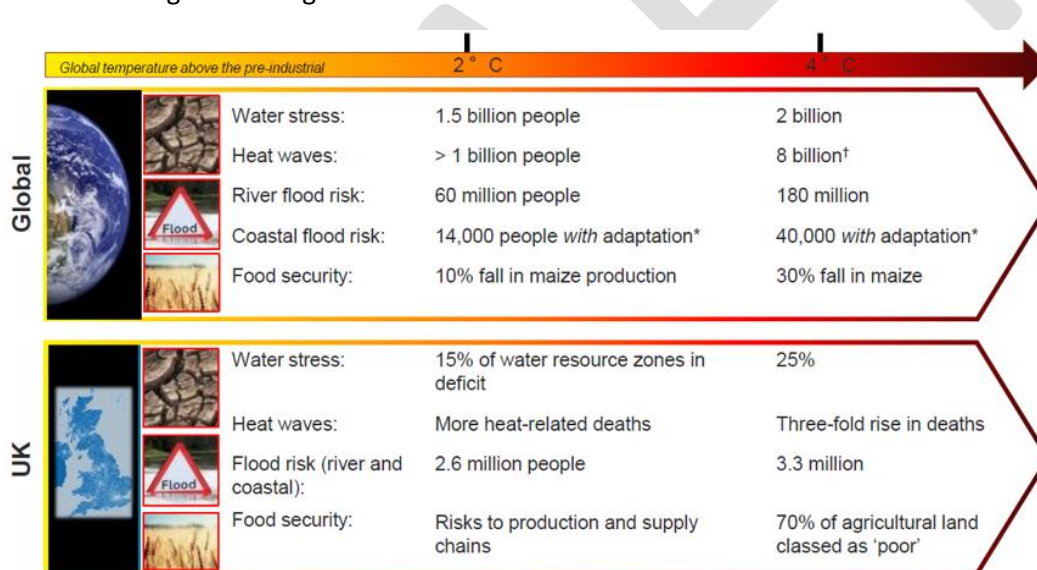 Global temperature above the pre-industrial
2° C
4° C
Global
Water stress:
1.5 billion people
2 billion
Heat waves:
> 1 billion people
8 billion†
River flood risk:
60 million people
180 million
Flood
Coastal flood risk:
14,000 people with adaptation*
40,000 with adaptation*
Food security:
10% fall in maize production
30% fall in maize
UK
Water stress:
15% of water resource zones in
deficit
25%
Heat waves:
More heat-related deaths
Three-fold rise in deaths
Flood risk (river and
coastal):
2.6 million people
3.3 million
Flood
Food security:
Risks to production and supply
chains
70% of agricultural land
classed as ‘poor’